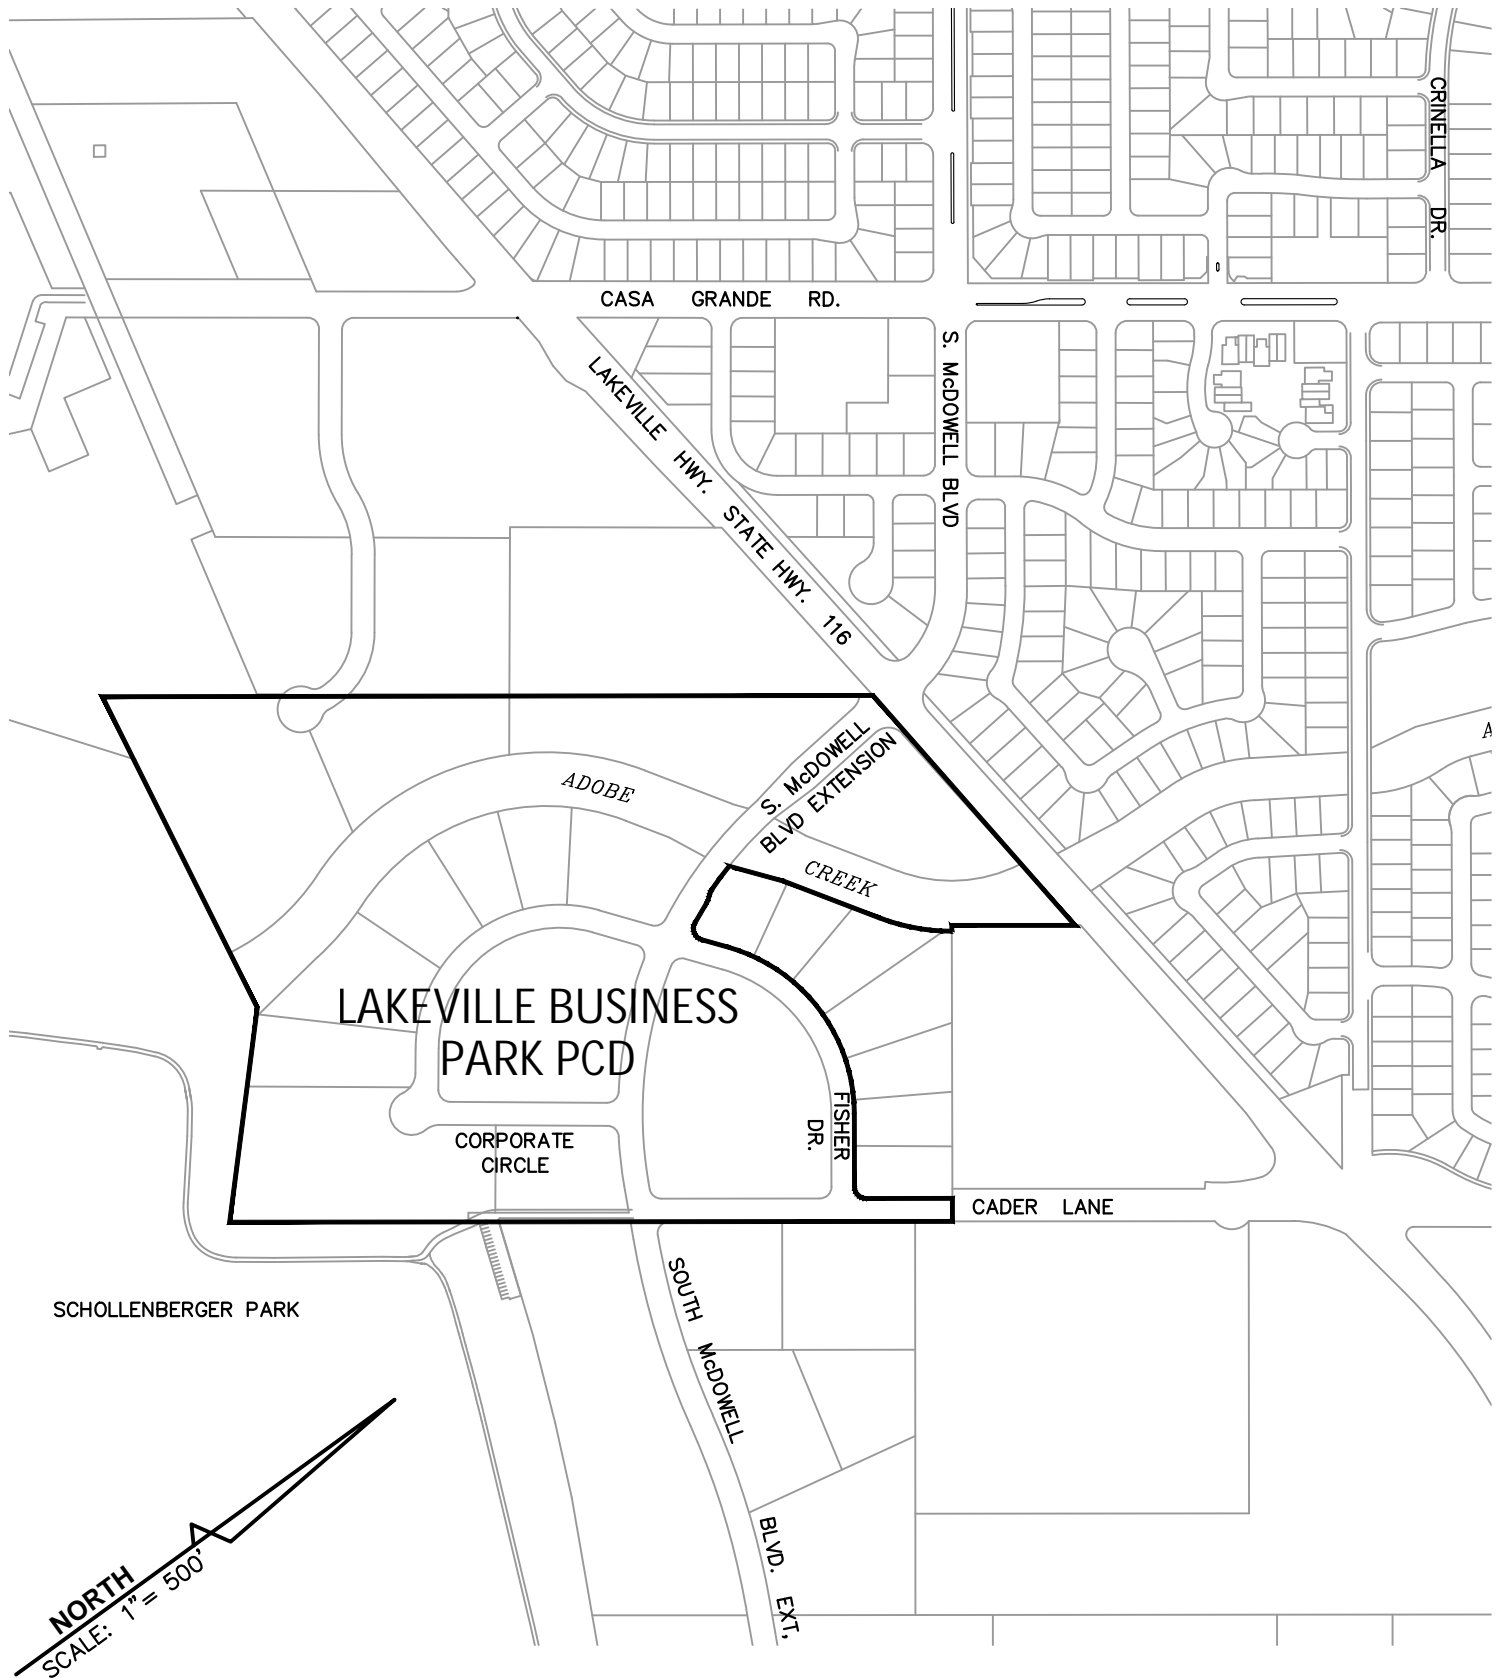 CRINELLA DR.
CASA GRANDE RD.
LAKEVILLE HWY. STATE HWY. 116
S. McDOWELL BLVD
S. McDOWELL
BLVD EXTENSION
ADOBE
CREEK
A
LAKEVILLE BUSINESS
PARK PCD
FISHER
DR.
CORPORATE
CIRCLE
CADER LANE
SCHOLLENBERGER PARK
SOUTH McDOWELL BLVD. EXT,
NORTH
SCALE: 1"= 500'